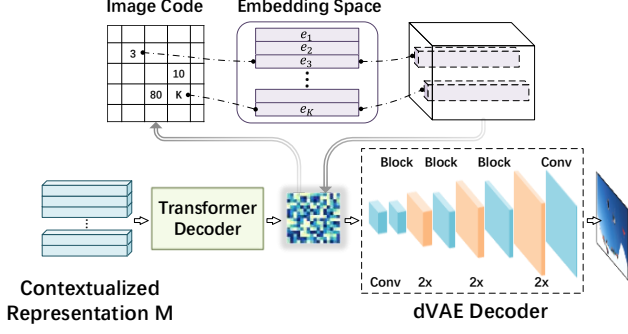 Image Code
Embedding Space
3
10
80 K
e1
e2
e3
eK
Block Block Block Conv
Transformer
Decoder
Conv 2x 2x 2x
Contextualized
Representation M
dVAE Decoder